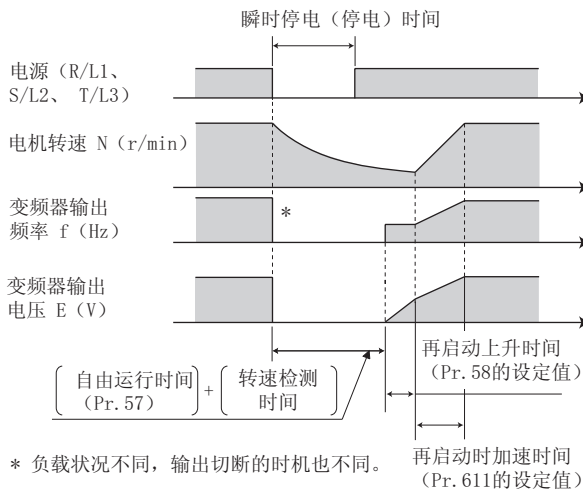 瞬时停电（停电）时间
电源（R/L1、
S/L2、 T/L3）
电机转速 N（r/min）
变频器输出
频率 f（Hz）
*
变频器输出
电压 E（V）
自由运行时间
（Pr.57）
+
转速检测
时间
再启动上升时间
（Pr.58的设定值）
* 负载状况不同，输出切断的时机也不同。
再启动时加速时间
（Pr.611的设定值）